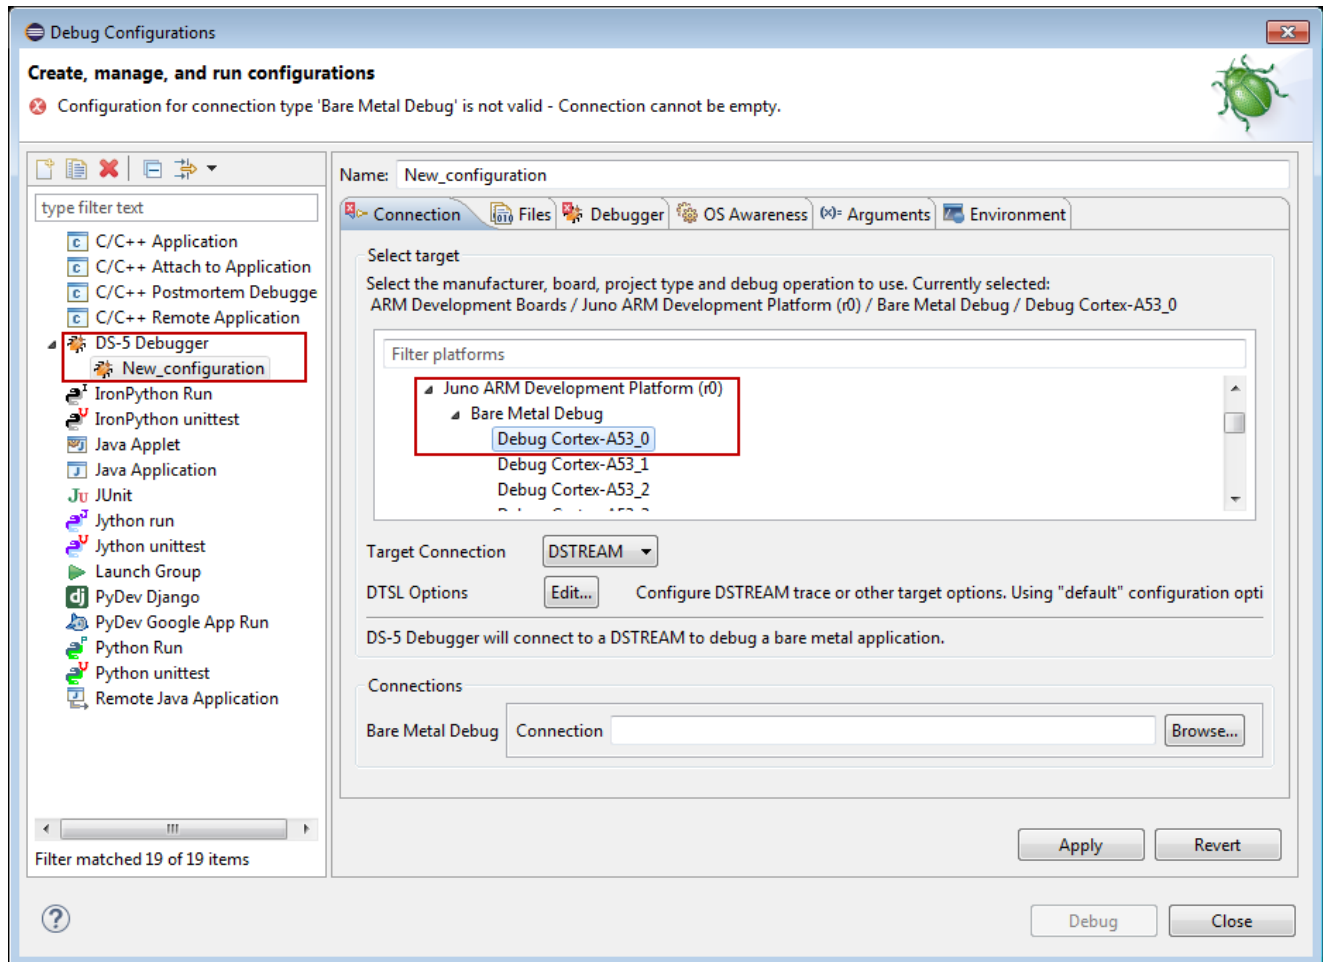 Debug Configurations
Create, manage, and run configurations
Configuration for connection type 'Bare Metal Debug' is not valid - Connection cannot be empty.
type filter text
C/C++ Application
C/C++ Attach to Application
C/C++ Postmortem Debugge
C/C++ Remote Application
DS-5 Debugger
New_configuration
IronPython Run
IronPython unittest
Java Applet
Java Application
JUnit
Jython run
Jython unittest
Launch Group
PyDev Django
PyDev Google App Run
Python Run
Python unittest
Remote Java Application
Filter matched 19 of 19 items
Name: New_configuration
Connection Files Debugger OS Awareness Arguments Environment
Select target
Select the manufacturer, board, project type and debug operation to use. Currently selected:
ARM Development Boards / Juno ARM Development Platform (r0) / Bare Metal Debug / Debug Cortex-A53_0
Filter platforms
Juno ARM Development Platform (r0)
Bare Metal Debug
Debug Cortex-A53_0
Debug Cortex-A53_1
Debug Cortex-A53_2
Target Connection DSTREAM
DTSL Options Edit... Configure DSTREAM trace or other target options. Using "default" configuration opti
DS-5 Debugger will connect to a DSTREAM to debug a bare metal application.
Connections
Bare Metal Debug Connection Browse...
Apply Revert
Debug Close